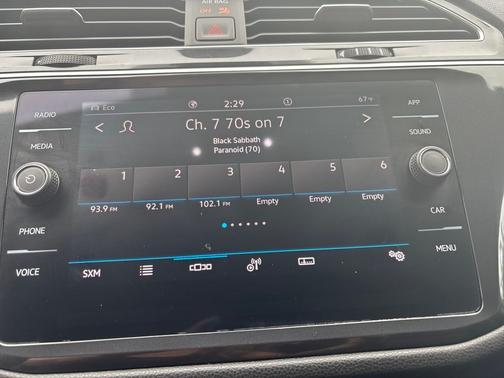 AIR BAG
OFF
RADIO
MEDIA
PHONE
VOICE
Eco
2:29
67°F
< Ch. 7 70s on 7 >
Black Sabbath
Paranoid (70)
1 2 3 4 5 6
93.9 FM 92.1 FM 102.1 FM Empty Empty Empty
SXM
APP
SOUND
CAR
MENU